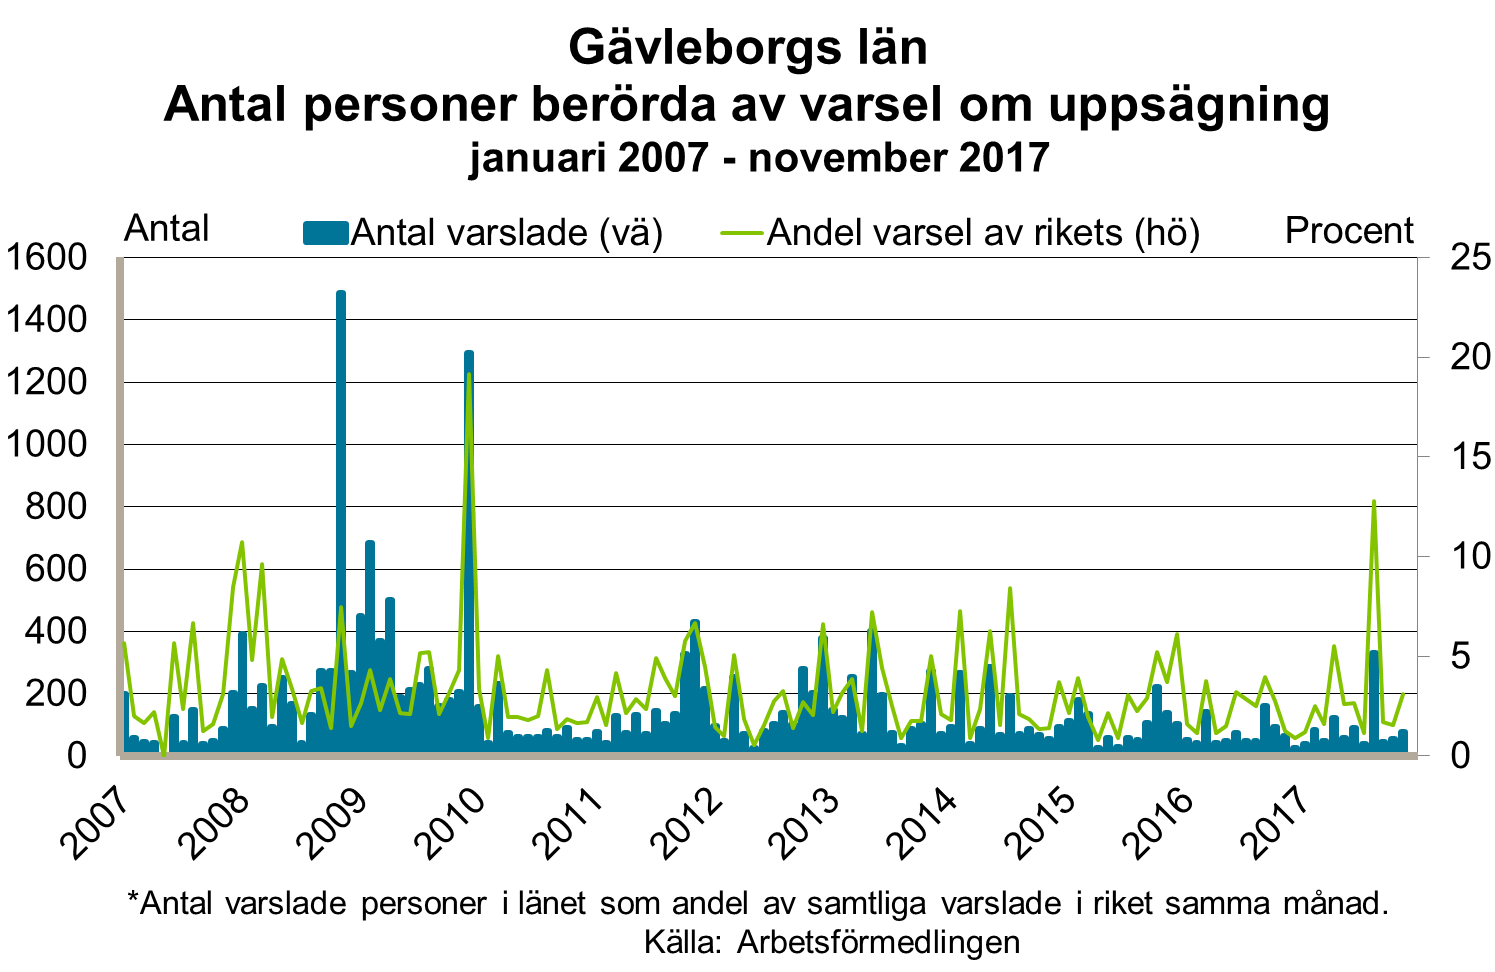 Gävleborgs län
Antal personer berörda av varsel om uppsägning
januari 2007 - november 2017
Antal
Antal varslade (vä)
Andel varsel av rikets (hö)
Procent
1600
1400
1200
1000
800
600
400
200
0
25
20
15
10
5
0
2007
2008
2009
2010
2011
2012
2013
2014
2015
2016
2017
*Antal varslade personer i länet som andel av samtliga varslade i riket samma månad.
Källa: Arbetsförmedlingen